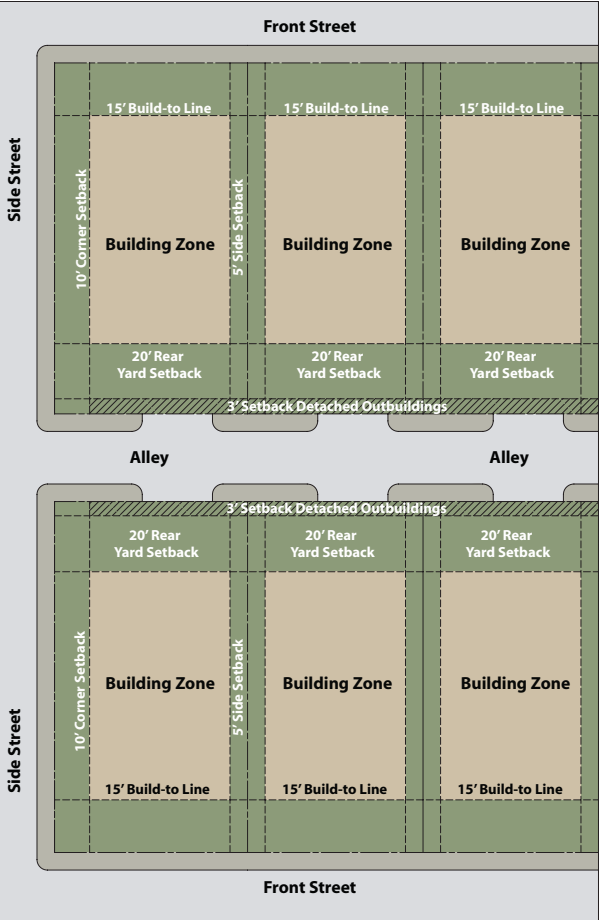 Front Street
Side Street
15’ Build-to Line
15’ Build-to Line
15’ Build-to Line
10’ Corner Setback
Building Zone
5’ Side Setback
Building Zone
Building Zone
20’ Rear
Yard Setback
20’ Rear
Yard Setback
20’ Rear
Yard Setback
3’ Setback Detached Outbuildings
Alley
Alley
3’ Setback Detached Outbuildings
20’ Rear
Yard Setback
20’ Rear
Yard Setback
20’ Rear
Yard Setback
Side Street
10’ Corner Setback
Building Zone
5’ Side Setback
Building Zone
Building Zone
15’ Build-to Line
15’ Build-to Line
15’ Build-to Line
Front Street